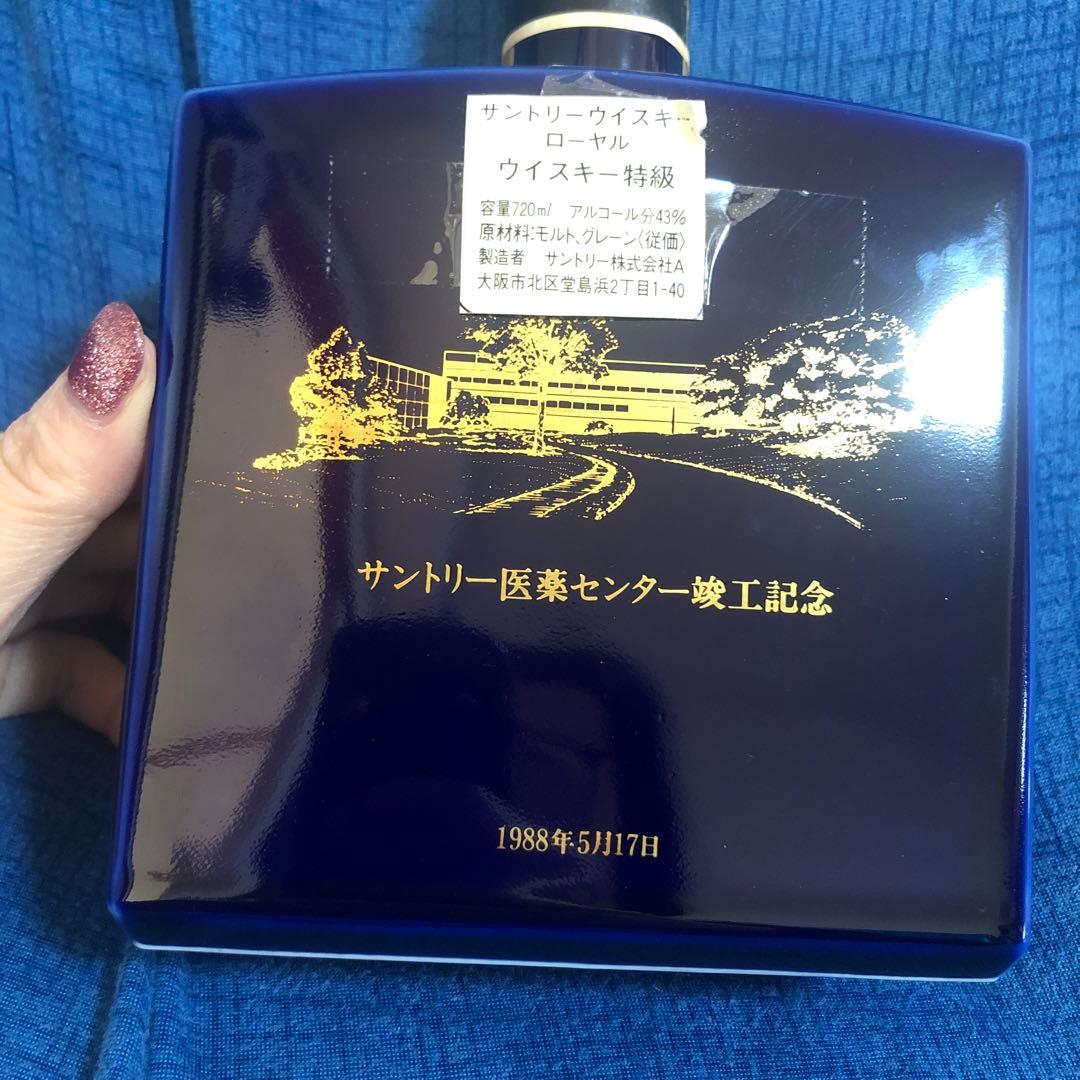 サントリーウイスキー
ローヤル
ウイスキー特級
容量720ml アルコール分43%
原材料:モルト、グレーン〈従価〉
製造者 サントリー株式会社A
大阪市北区堂島浜2丁目1-40
サントリー医薬センター竣工記念
1988年5月17日